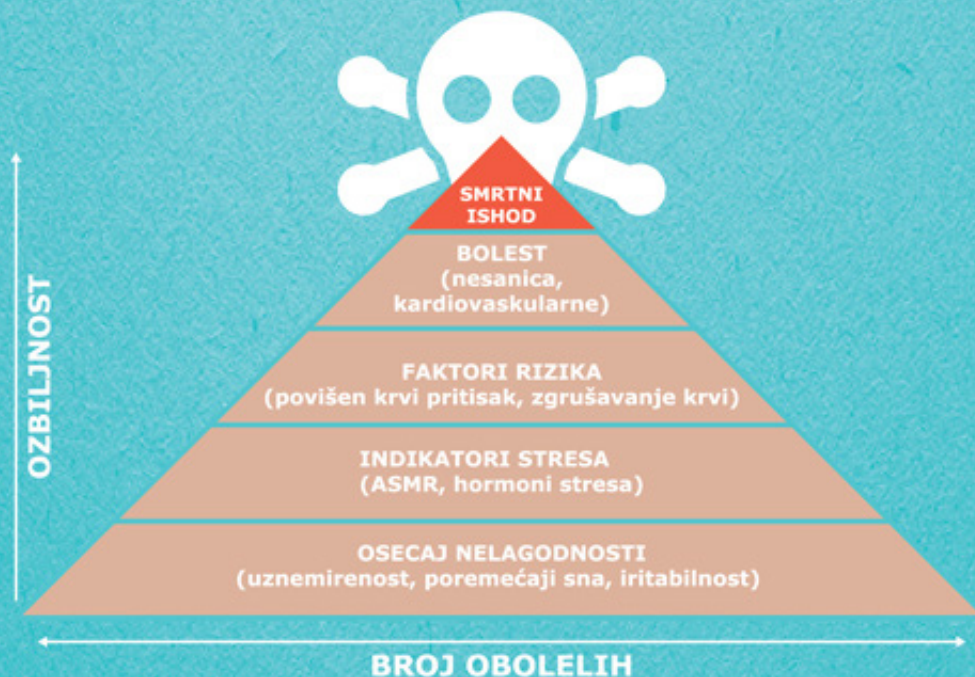 SMRTNI
ISHOD
BOLEST
(nesanica,
kardiovaskularne)
FAKTORI RIZIKA
(povišen krvi pritisak, zgrušavanje krvi)
INDIKATORI STRESA
(ASMR, hormoni stresa)
OSECAJ NELAGODNOSTI
(uznemirenost, poremećaji sna, iritabilnost)
OZBILJNOST
BROJ OBOLELIH